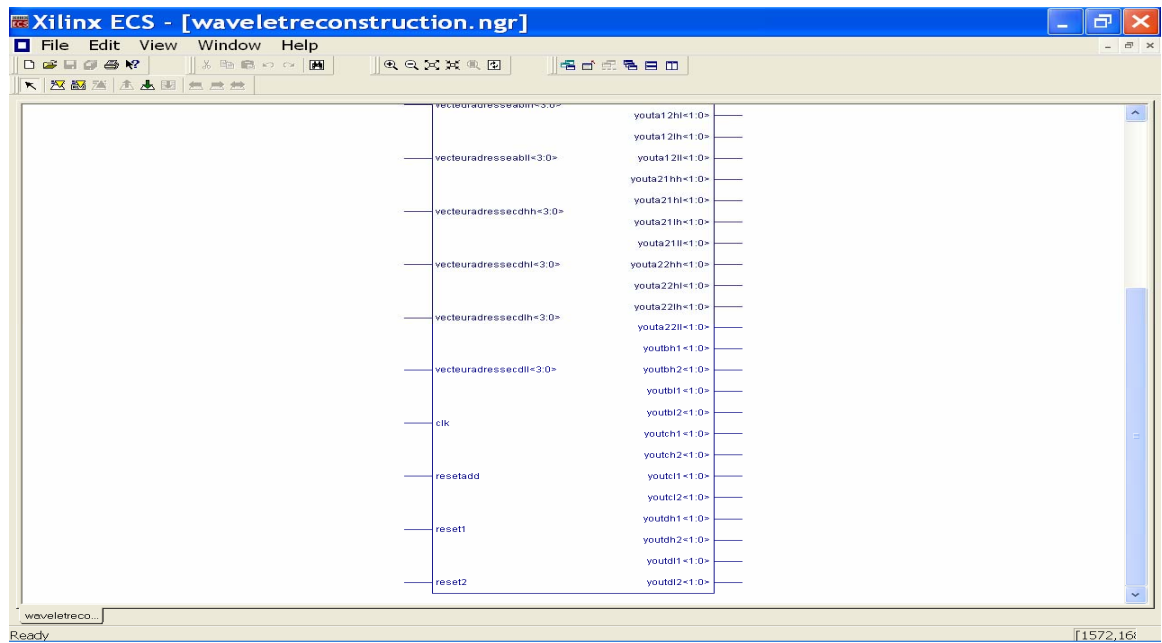 Xilinx ECS - [waveletreconstruction.ngr]
File Edit View Window Help
vecteuradresseabll<3:0>
vecteuradressecdhh<3:0>
vecteuradressecdhl<3:0>
vecteuradressecdlh<3:0>
vecteuradressecdll<3:0>
clk
resetadd
reset1
reset2
youta12hl<1:0>
youta12lh<1:0>
youta12ll<1:0>
youta21hh<1:0>
youta21hl<1:0>
youta21lh<1:0>
youta21ll<1:0>
youta22hh<1:0>
youta22hl<1:0>
youta22lh<1:0>
youta22ll<1:0>
youtbh1<1:0>
youtbh2<1:0>
youtbl1<1:0>
youtbl2<1:0>
youtch1<1:0>
youtch2<1:0>
youtcl1<1:0>
youtcl2<1:0>
youtdh1<1:0>
youtdh2<1:0>
youtdl1<1:0>
youtdl2<1:0>
waveletreco...
Ready